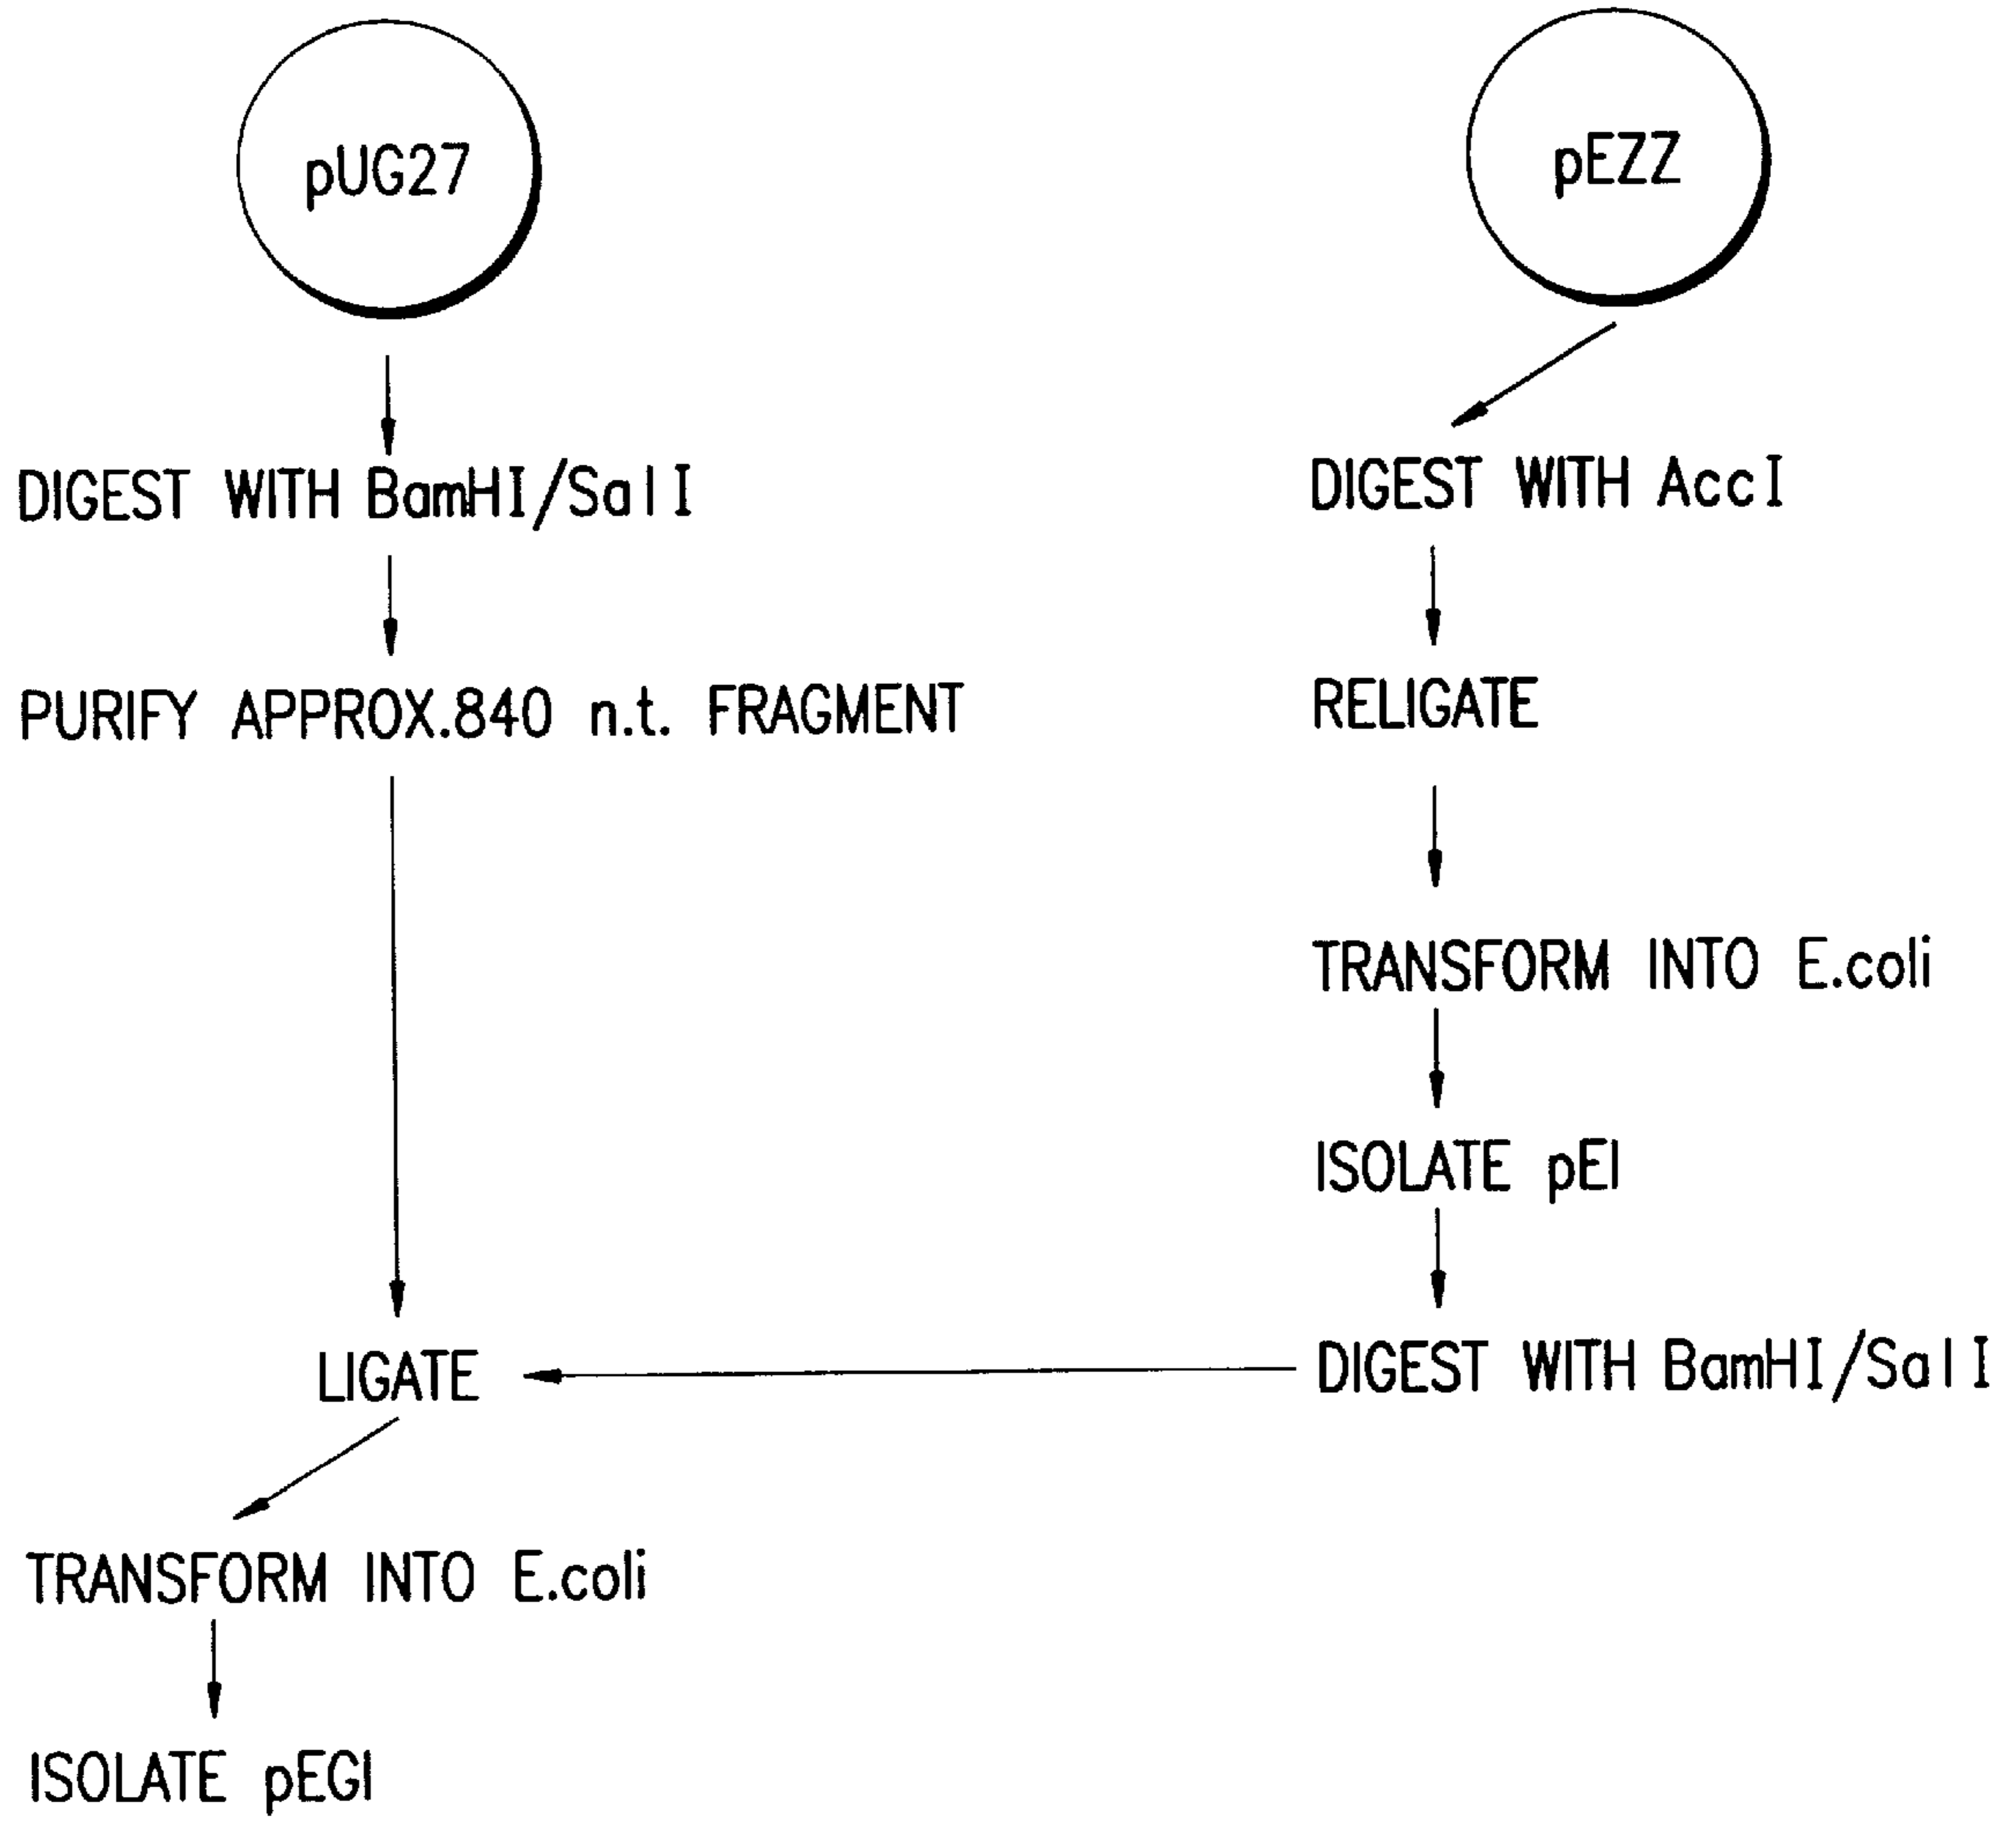 pUG27
DIGEST WITH BamHI/SalI
PURIFY APPROX.840 n.t. FRAGMENT
LIGATE
TRANSFORM INTO E.coli
ISOLATE pEGI
pEZZ
DIGEST WITH AccI
RELIGATE
TRANSFORM INTO E.coli
ISOLATE pEI
DIGEST WITH BamHI/SalI